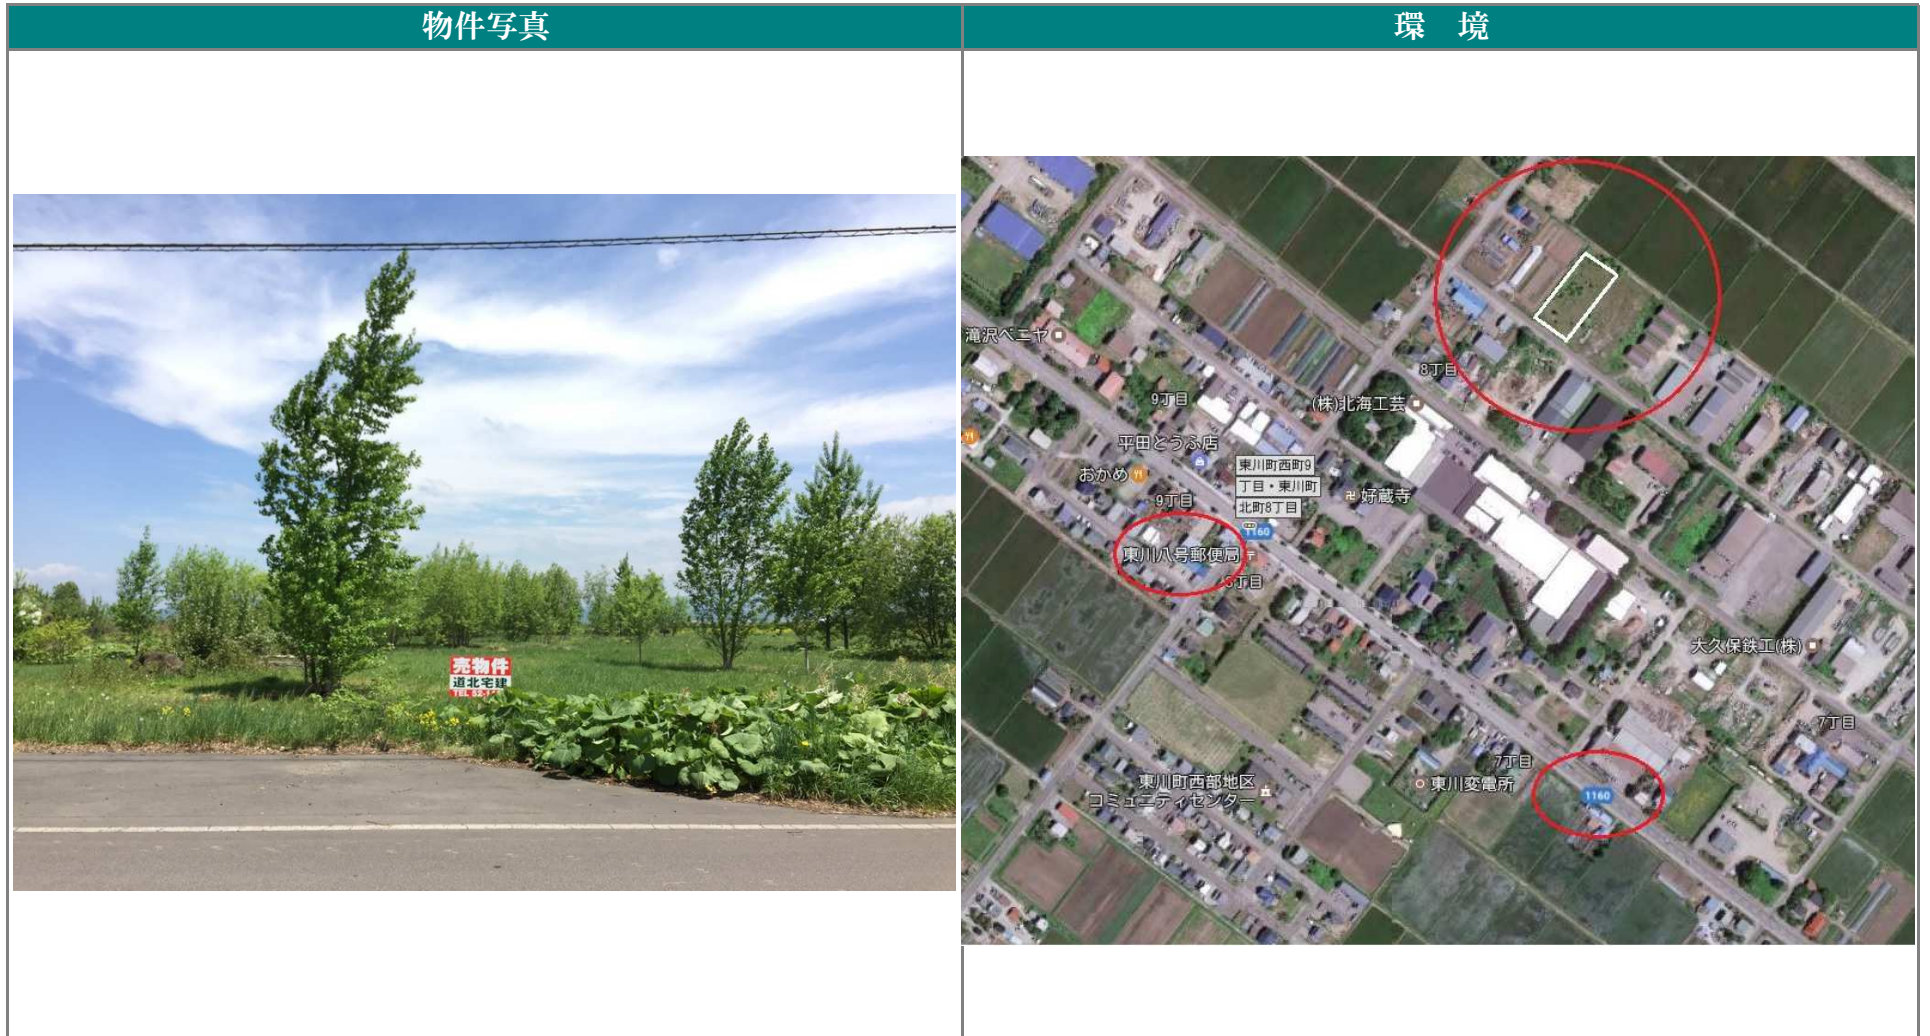 物件写真
環　境
売物件
道北宅建
滝沢ベニヤ
8丁目
9丁目
(株)北海工芸
平田とうふ店
おかめ
東川町西町9
丁目・東川町
北町8丁目
9丁目
卍 好蔵寺
1160
東川八号郵便局 〒
大久保鉄工(株)
7丁目
7丁目
東川町西部地区
コミュニティセンター
東川変電所
1160